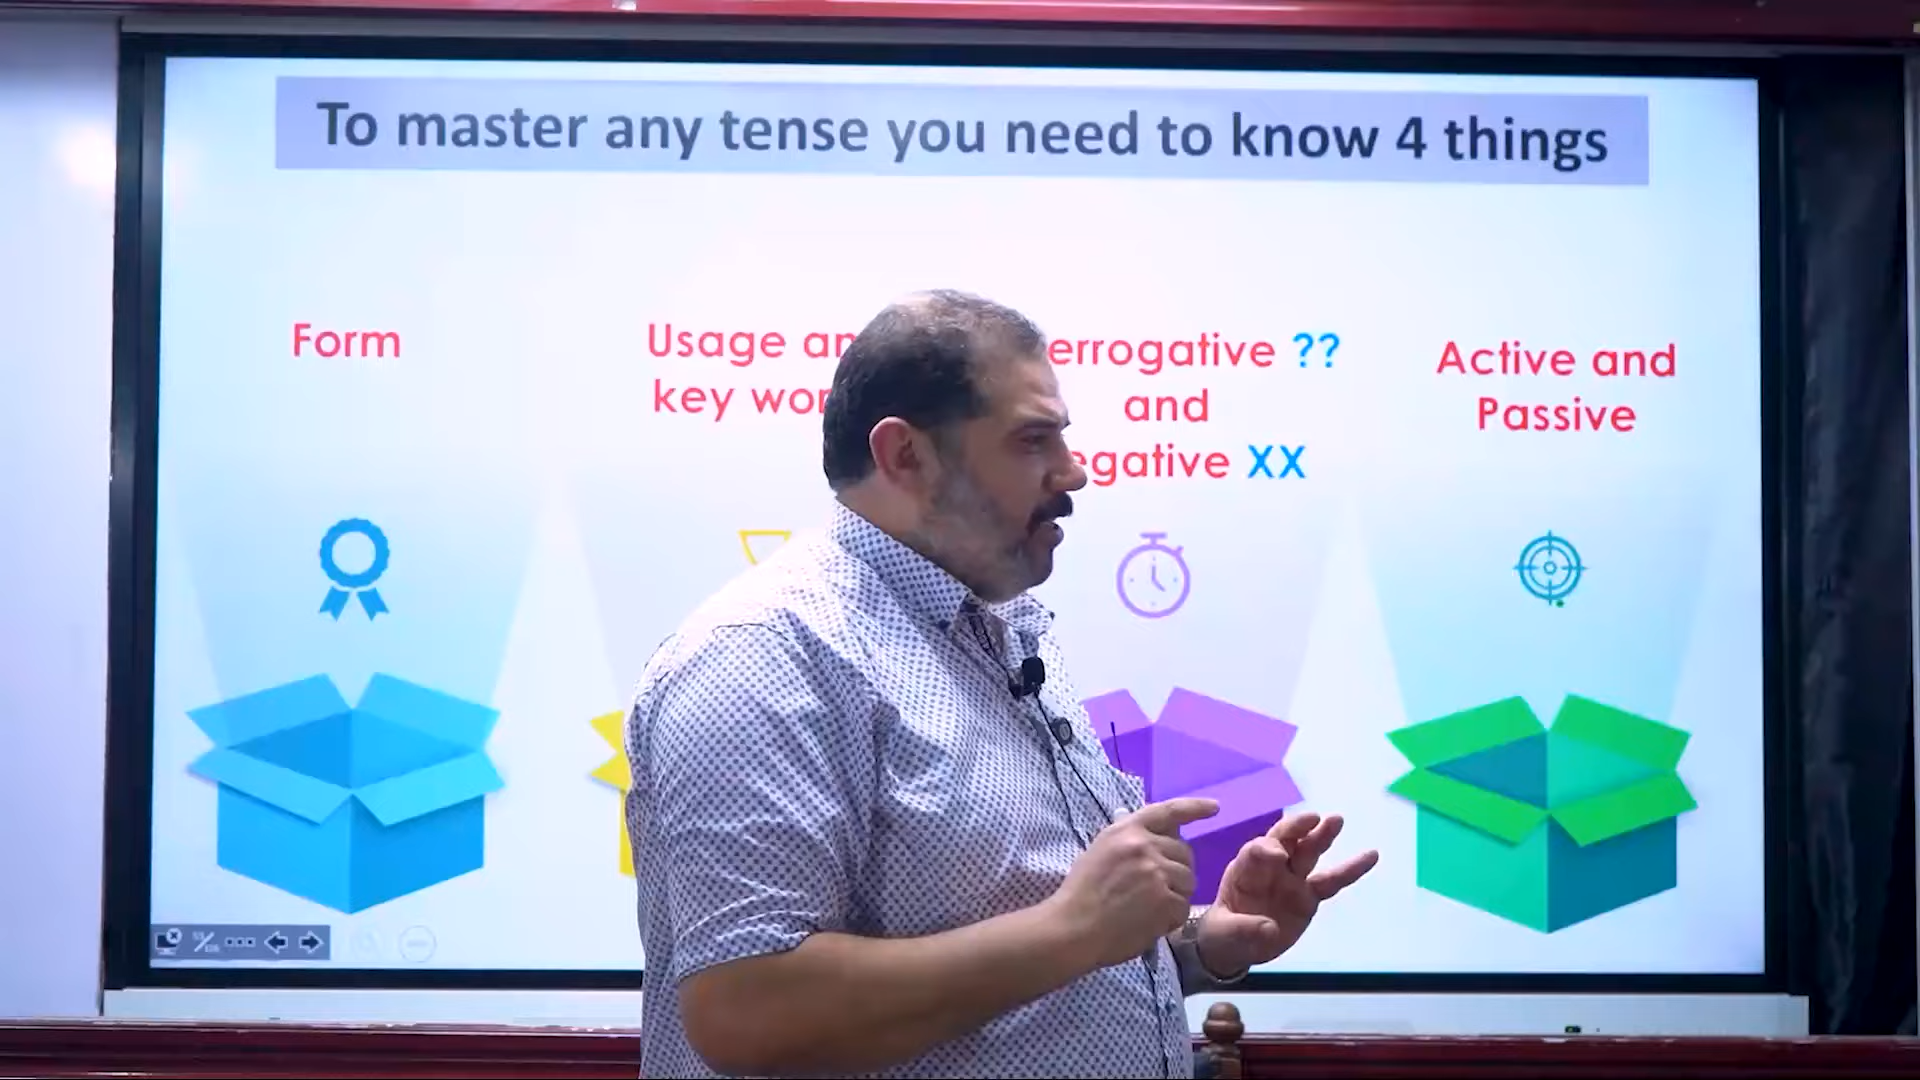 To master any tense you need to know 4 things
Form
Usage an
key wor
errogative ??
and
egative XX
Active and
Passive